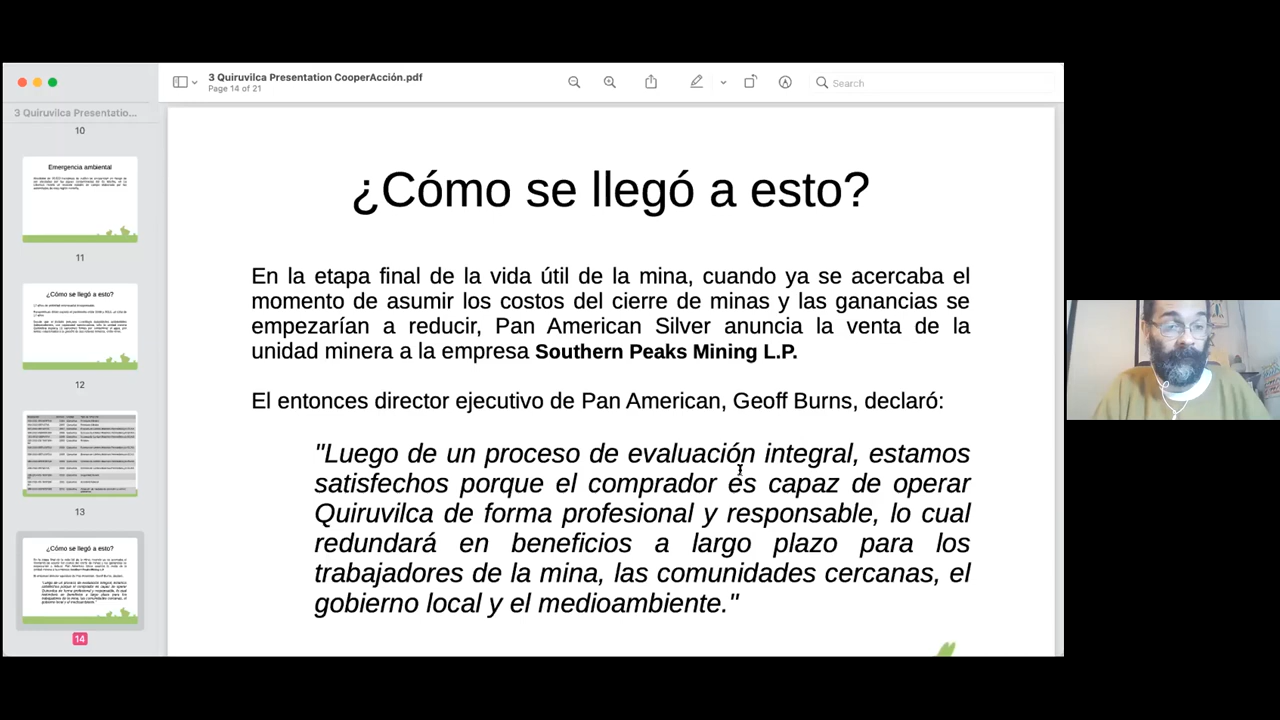 3 Quiruvilca Presentation CooperAcción.pdf
Page 14 of 21
Search
3 Quiruvilca Presentatio...
10
Emergencia ambiental
11
¿Cómo se llegó a esto?
12
13
¿Cómo se llegó a esto?
14
¿Cómo se llegó a esto?
En la etapa final de la vida útil de la mina, cuando ya se acercaba el
momento de asumir los costos del cierre de minas y las ganancias se
empezarían a reducir, Pan American Silver anuncia la venta de la
unidad minera a la empresa Southern Peaks Mining L.P.
El entonces director ejecutivo de Pan American, Geoff Burns, declaró:
"Luego de un proceso de evaluación integral, estamos
satisfechos porque el comprador es capaz de operar
Quiruvilca de forma profesional y responsable, lo cual
redundará en beneficios a largo plazo para los
trabajadores de la mina, las comunidades cercanas, el
gobierno local y el medioambiente."